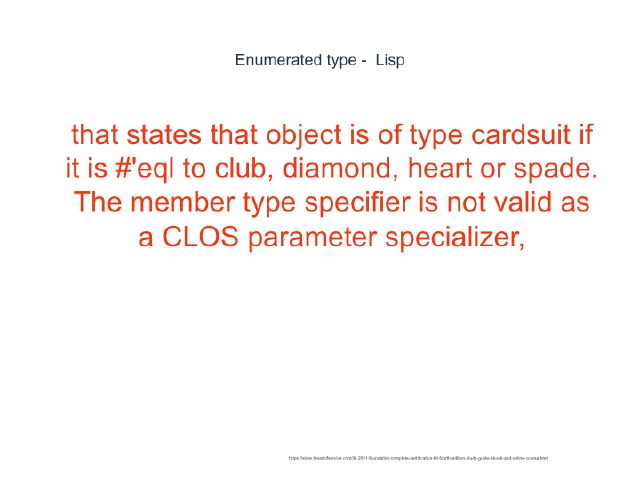 Enumerated type -  Lisp
that states that object is of type cardsuit if
it is #'eql to club, diamond, heart or spade.
The member type specifier is not valid as
a CLOS parameter specializer,